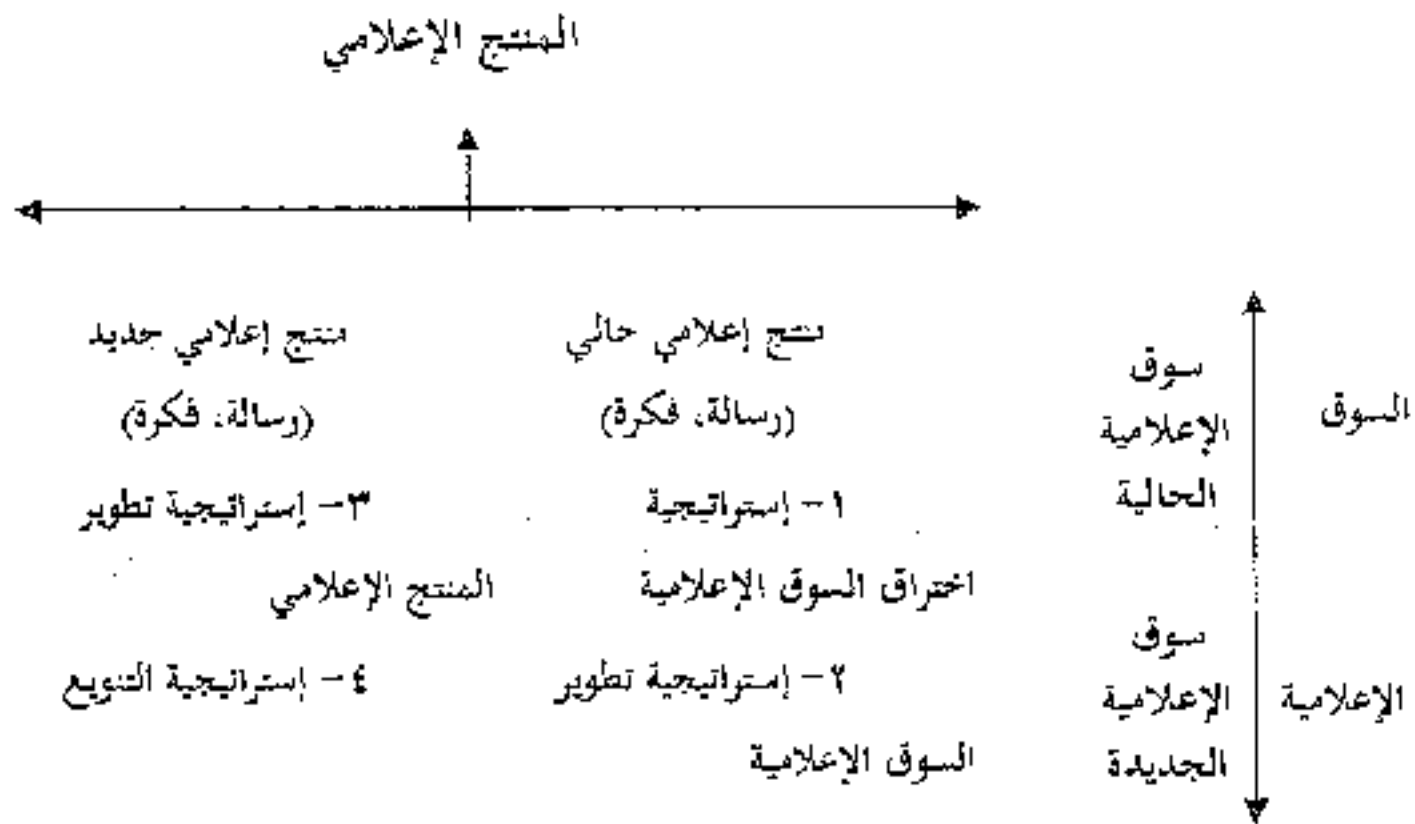 المنتج الإعلامي
منتج إعلامي حالي
(رسالة، فكرة)
منتج إعلامي جديد
(رسالة، فكرة)
السوق
الإعلامية
سوق
الإعلامية
الحالية
١- إستراتيجية
اختراق السوق الإعلامية
٣- إستراتيجية تطوير
المنتج الإعلامي
سوق
الإعلامية
الجديدة
٢- إستراتيجية تطوير
السوق الإعلامية
٤- إستراتيجية التنويع